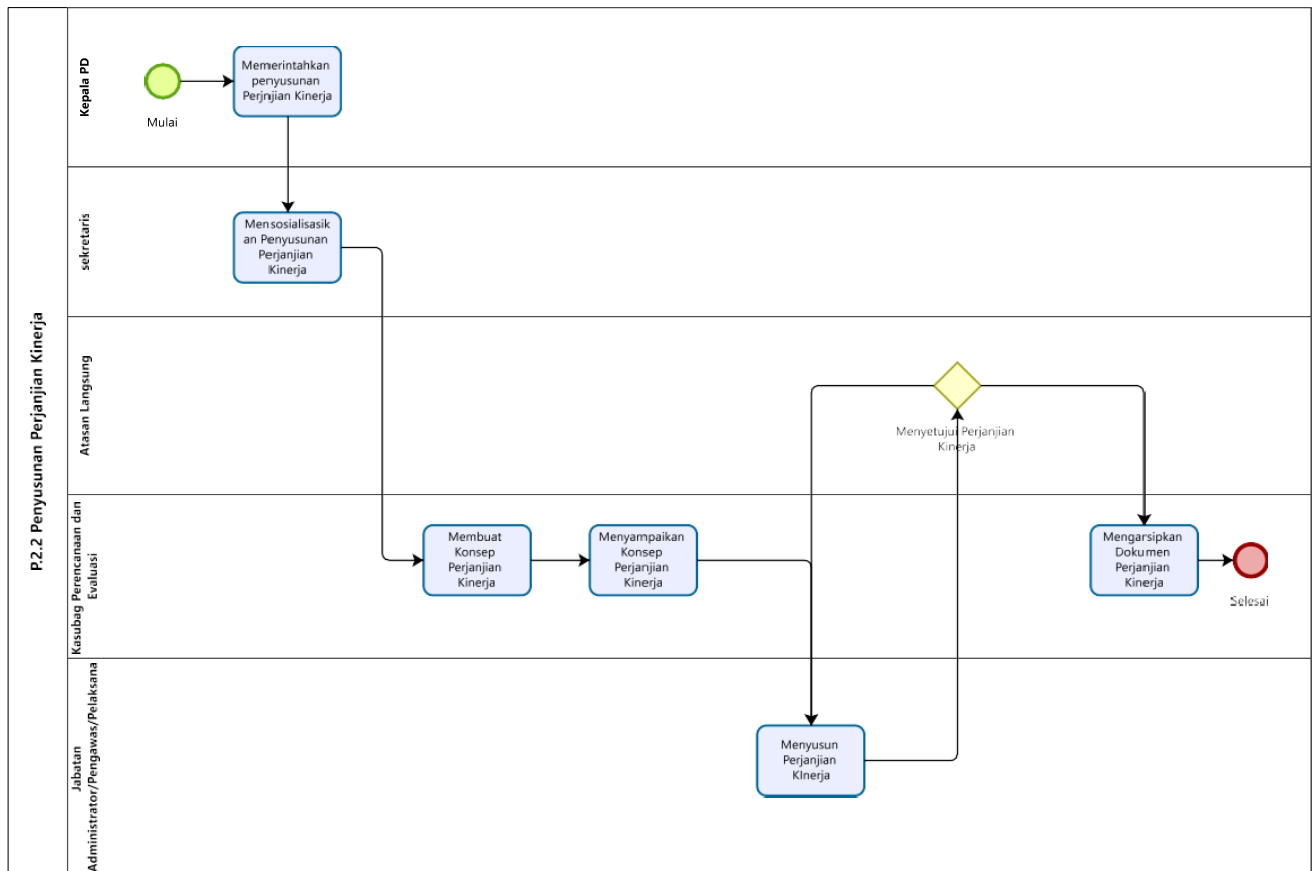 P.2.2 Penyusunan Perjanjian Kinerja
Kepala PD
Mulai
Memerintahkan
penyusunan
Perjnjian Kinerja
sekretaris
Mensosialisasik
an Penyusunan
Perjanjian
Kinerja
Atasan Langsung
Menyetujui Perjanjian
Kinerja
Kasubag Perencanaan dan
Evaluasi
Membuat
Konsep
Perjanjian
Kinerja
Menyampaikan
Konsep
Perjanjian
Kinerja
Mengarsipkan
Dokumen
Perjanjian
Kinerja
Selesai
Jabatan
Administrator/Pengawas/Pelaksana
Menyusun
Perjanjian
KInerja